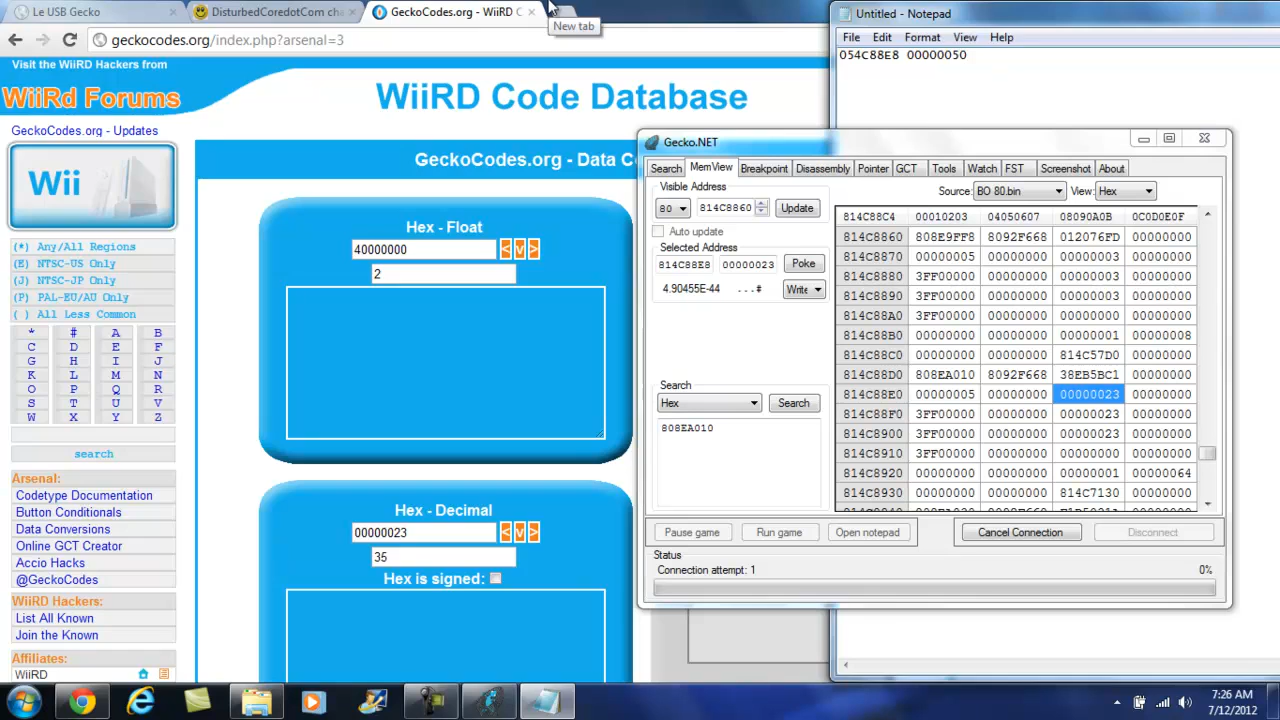 Le USB Gecko
DisturbedCoredotCom cha
GeckoCodes.org - WiiRD C
New tab
geckocodes.org/index.php?arsenal=3
Visit the WiiRD Hackers from
WiiRd Forums
GeckoCodes.org - Updates
Wii
(*) Any/All Regions
(E) NTSC-US Only
(J) NTSC-JP Only
(P) PAL-EU/AU Only
( ) All Less Common
* # A B
C D E F
G H I J
K L M N
O P Q R
S T U V
W X Y Z
search
Arsenal:
Codetype Documentation
Button Conditionals
Data Conversions
Online GCT Creator
Accio Hacks
@GeckoCodes
WiiRD Hackers:
List All Known
Join the Known
Affiliates:
WiiRD
WiiRD Code Database
GeckoCodes.org - Data Co
Hex - Float
40000000
< v >
2
Hex - Decimal
00000023
< v >
35
Hex is signed:
Untitled - Notepad
File Edit Format View Help
054C88E8 00000050
Gecko.NET
Search MemView Breakpoint Disassembly Pointer GCT Tools Watch FST Screenshot About
Visible Address
80 814C8860 Update
Auto update
Selected Address
814C88E8 00000023 Poke
4.90455E-44 ...# Write
Search
Hex Search
808EA010
Source: BO 80.bin View: Hex
814C88C4 00010203 04050607 08090A0B 0C0D0E0F
814C8860 808E9FF8 8092F668 012076FD 00000000
814C8870 00000005 00000000 00000003 00000000
814C8880 3FF00000 00000000 00000003 00000000
814C8890 3FF00000 00000000 00000003 00000000
814C88A0 3FF00000 00000000 00000000 00000000
814C88B0 00000000 00000000 00000001 00000008
814C88C0 00000000 00000000 814C57D0 00000000
814C88D0 808EA010 8092F668 38EB5BC1 00000000
814C88E0 00000005 00000000 00000023 00000000
814C88F0 3FF00000 00000000 00000023 00000000
814C8900 3FF00000 00000000 00000023 00000000
814C8910 3FF00000 00000000 00000000 00000000
814C8920 00000000 00000000 00000001 00000064
814C8930 00000000 00000000 814C7130 00000000
Pause game Run game Open notepad Cancel Connection Disconnect
Status
Connection attempt: 1 0%
7:26 AM
7/12/2012